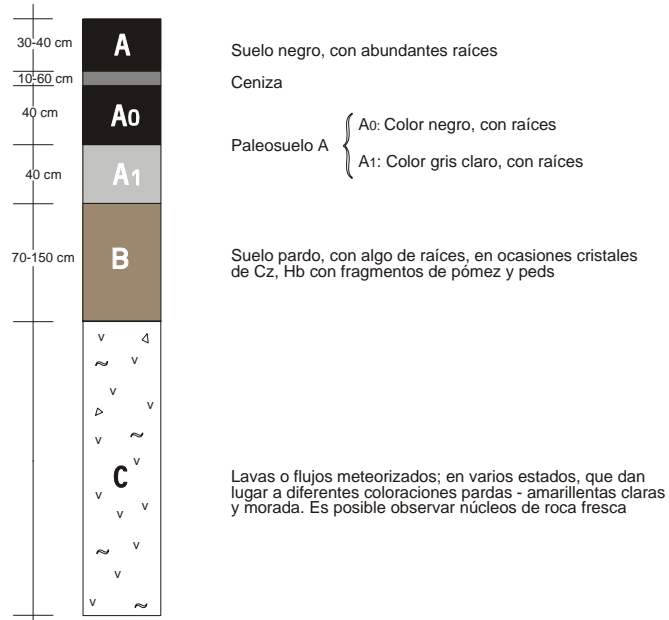 30-40 cm
A
Suelo negro, con abundantes raíces
10-60 cm
Ceniza
40 cm
A0
Paleosuelo A
A0: Color negro, con raíces
A1: Color gris claro, con raíces
40 cm
A1
70-150 cm
B
Suelo pardo, con algo de raíces, en ocasiones cristales
de Cz, Hb con fragmentos de pómez y peds
C
Lavas o flujos meteorizados; en varios estados, que dan
lugar a diferentes coloraciones pardas - amarillentas claras
y morada. Es posible observar núcleos de roca fresca